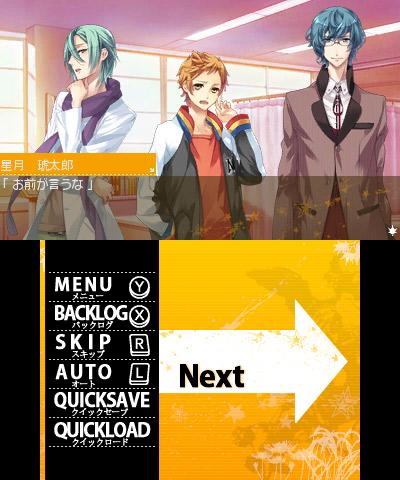 星月 琥太郎
「 お前が言うな 」
MENU Y
メニュー
BACKLOG X
バックログ
SKIP R
スキップ
AUTO L
オート
QUICKSAVE
クイックセーブ
QUICKLOAD
クイックロード
Next